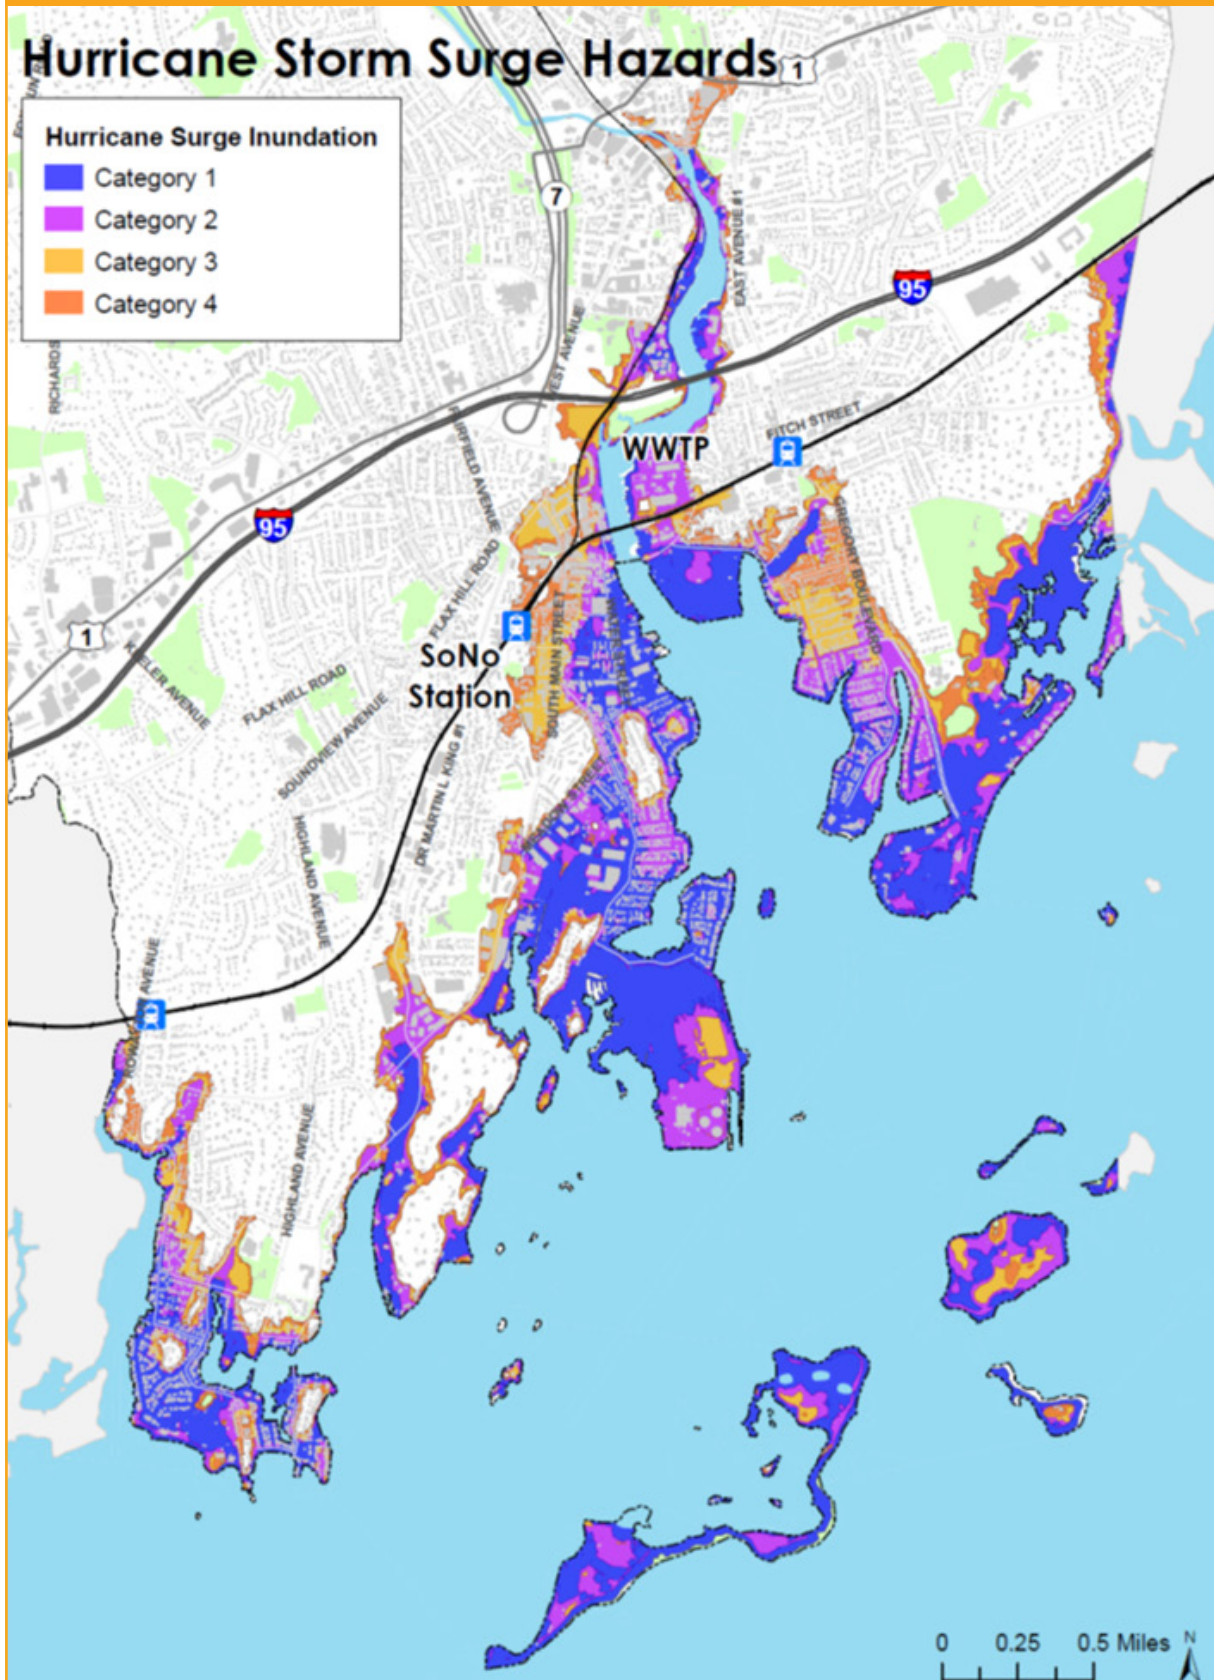 Hurricane Storm Surge Hazards
1
Hurricane Surge Inundation
Category 1
Category 2
Category 3
Category 4
7
EAST AVENUE #1
95
WEST AVENUE
FAIRFIELD AVENUE
WWTP
FITCH STREET
95
FLAX HILL ROAD
GREGORY BOULEVARD
1
SoNo
Station
SOUTH MAIN STREET
WATER STREET
KEELER AVENUE
FLAX HILL ROAD
SOUNDVIEW AVENUE
DR MARTIN L KING #1
HIGHLAND AVENUE
AVENUE
HIGHLAND AVENUE
0 0.25 0.5 Miles
N